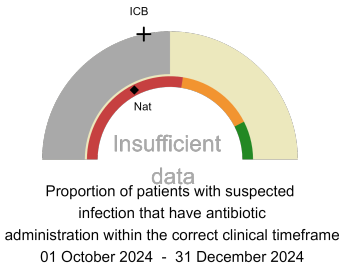 ICB
Nat
Insufficient
data
Proportion of patients with suspected
infection that have antibiotic
administration within the correct clinical timeframe
01 October 2024 - 31 December 2024